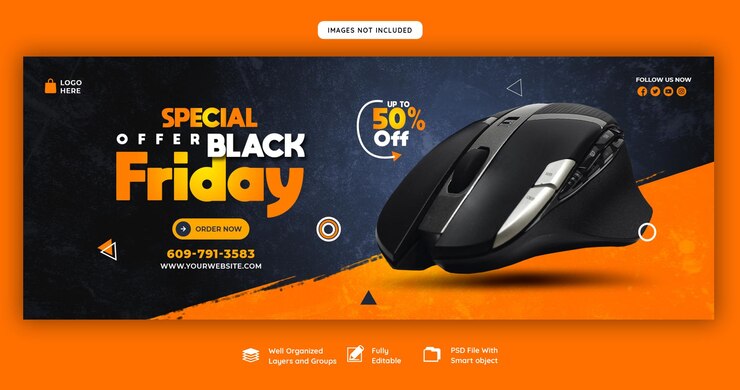 IMAGES NOT INCLUDED
LOGO
HERE
FOLLOW US NOW
SPECIAL
OFFER BLACK
Friday
UP TO
50%
Off
ORDER NOW
609-791-3583
WWW.YOURWEBSITE.COM
Well Organized
Layers and Groups
Fully
Editable
PSD File With
Smart object